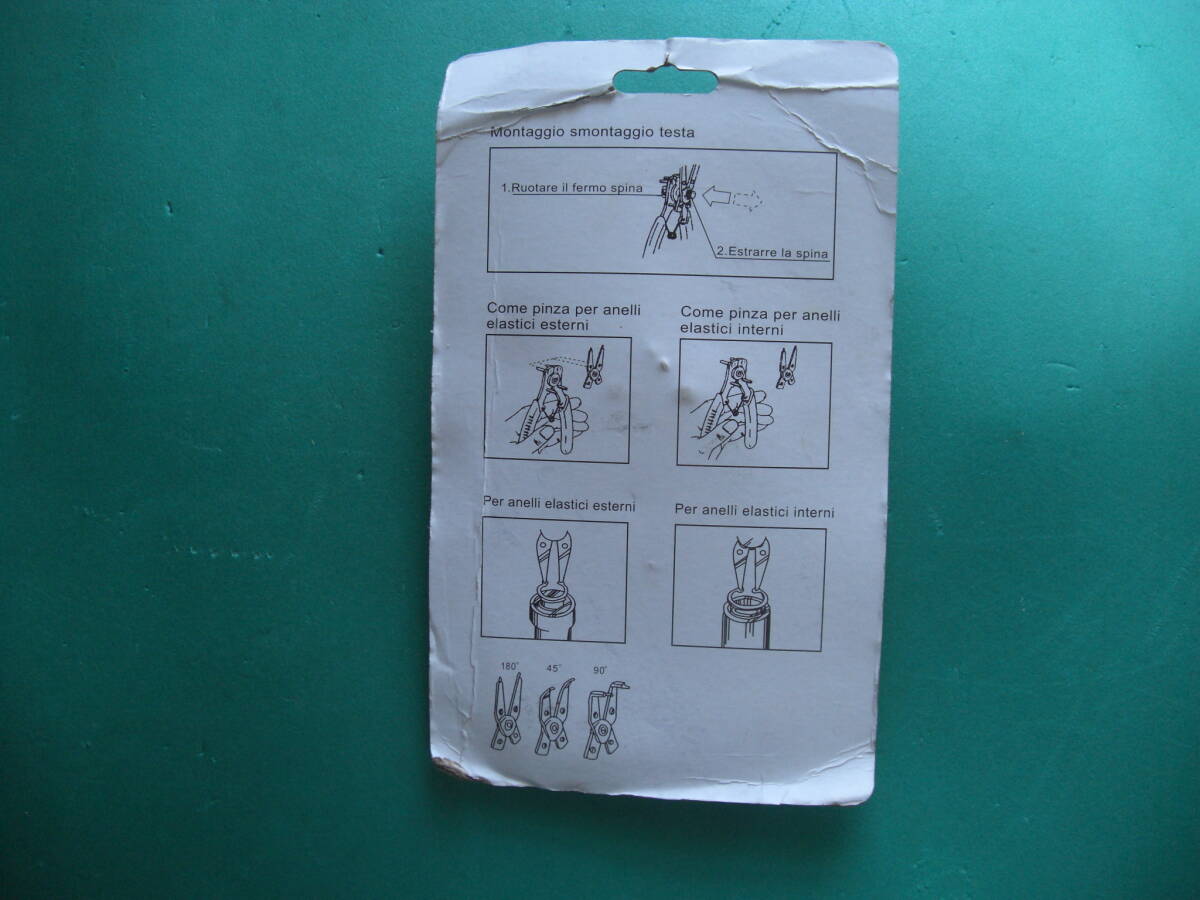 Montaggio smontaggio testa
1.Ruotare il fermo spina
2.Estrarre la spina
Come pinza per anelli
elastici esterni
Come pinza per anelli
elastici interni
Per anelli elastici esterni
Per anelli elastici interni
180°
45°
90°